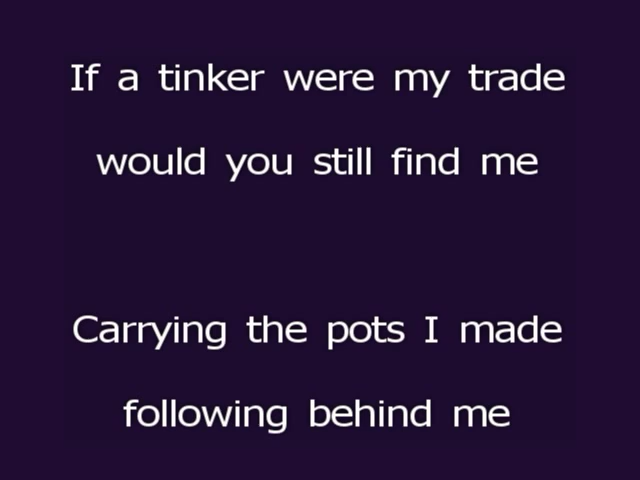 If a tinker were my trade
would you still find me
Carrying the pots I made
following behind me